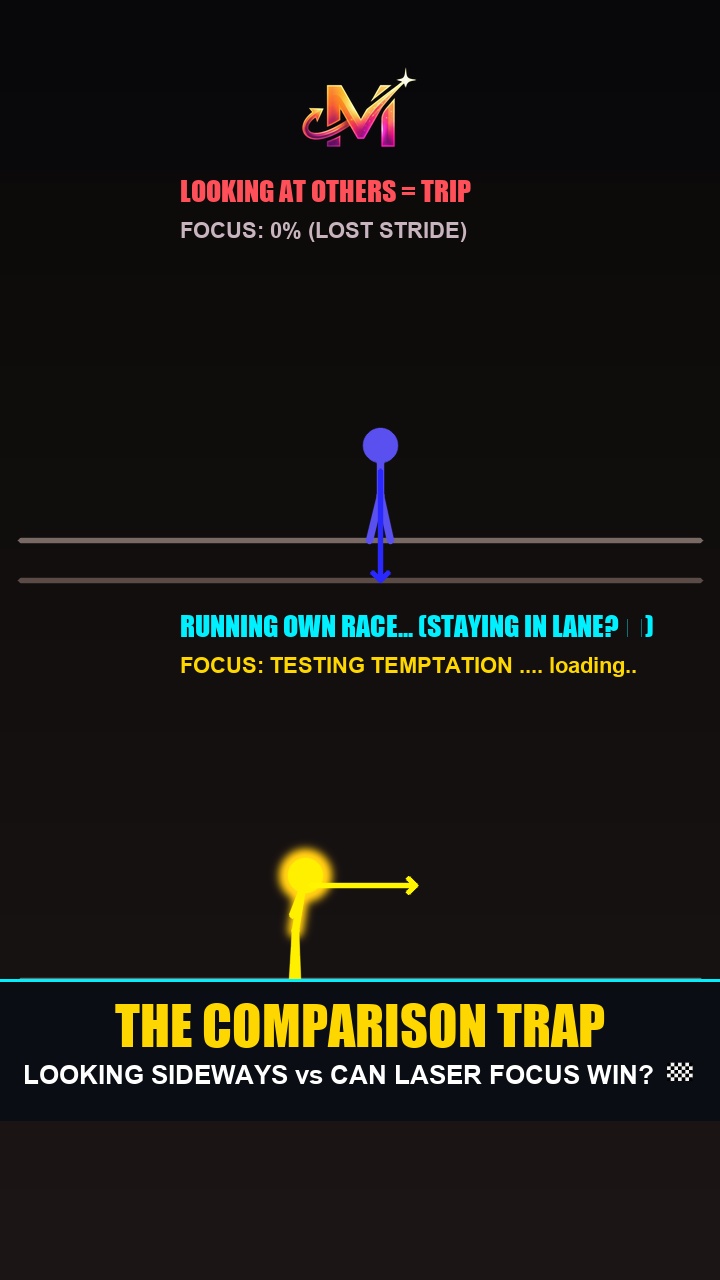 M
LOOKING AT OTHERS = TRIP
FOCUS: 0% (LOST STRIDE)
RUNNING OWN RACE... (STAYING IN LANE? )
FOCUS: TESTING TEMPTATION .... loading..
THE COMPARISON TRAP
LOOKING SIDEWAYS vs CAN LASER FOCUS WIN? 🏁